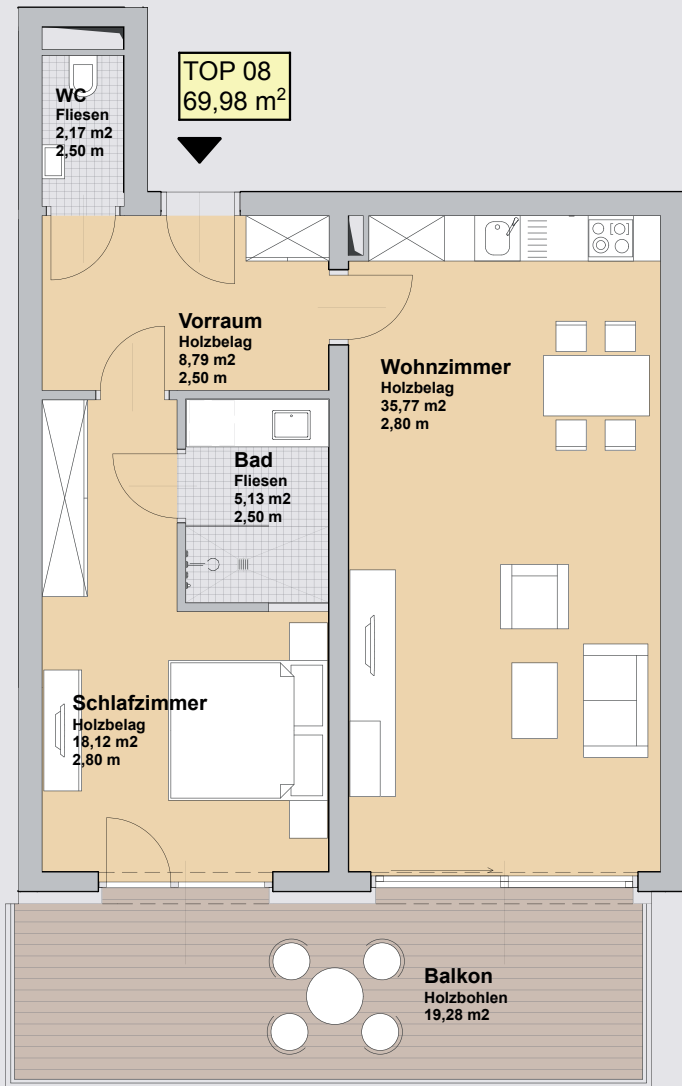 TOP 08
69,98 m²
WC
Fliesen
2,17 m2
2,50 m
Vorraum
Holzbelag
8,79 m2
2,50 m
Wohnzimmer
Holzbelag
35,77 m2
2,80 m
Bad
Fliesen
5,13 m2
2,50 m
Schlafzimmer
Holzbelag
18,12 m2
2,80 m
Balkon
Holzbohlen
19,28 m2